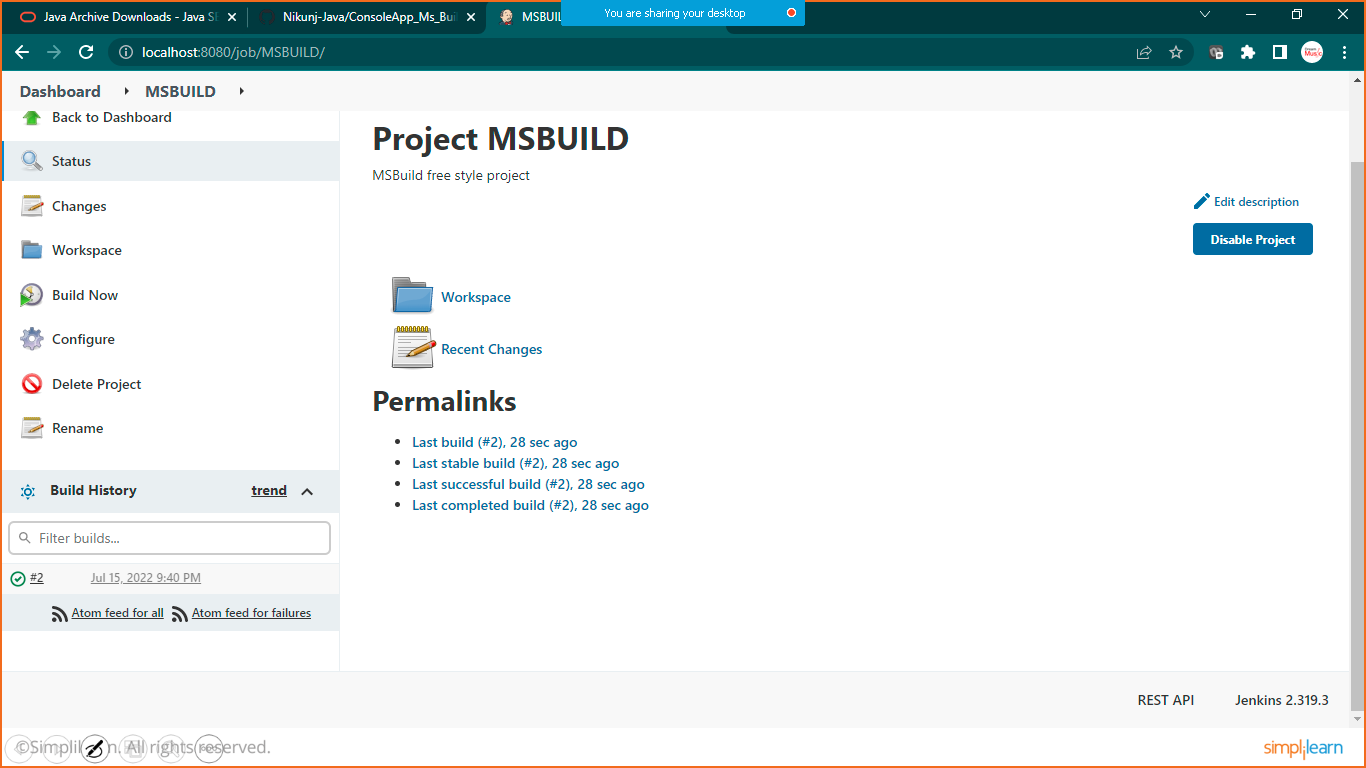 Java Archive Downloads - Java SE
Nikunj-Java/ConsoleApp_Ms_Bui
MSBUIL
You are sharing your desktop
localhost:8080/job/MSBUILD/
Dashboard MSBUILD
Back to Dashboard
Status
Changes
Workspace
Build Now
Configure
Delete Project
Rename
Build History trend
Filter builds...
#2 Jul 15, 2022 9:40 PM
Atom feed for all Atom feed for failures
Project MSBUILD
MSBuild free style project
Edit description
Disable Project
Workspace
Recent Changes
Permalinks
Last build (#2), 28 sec ago
Last stable build (#2), 28 sec ago
Last successful build (#2), 28 sec ago
Last completed build (#2), 28 sec ago
REST API Jenkins 2.319.3
All rights reserved.
simplilearn